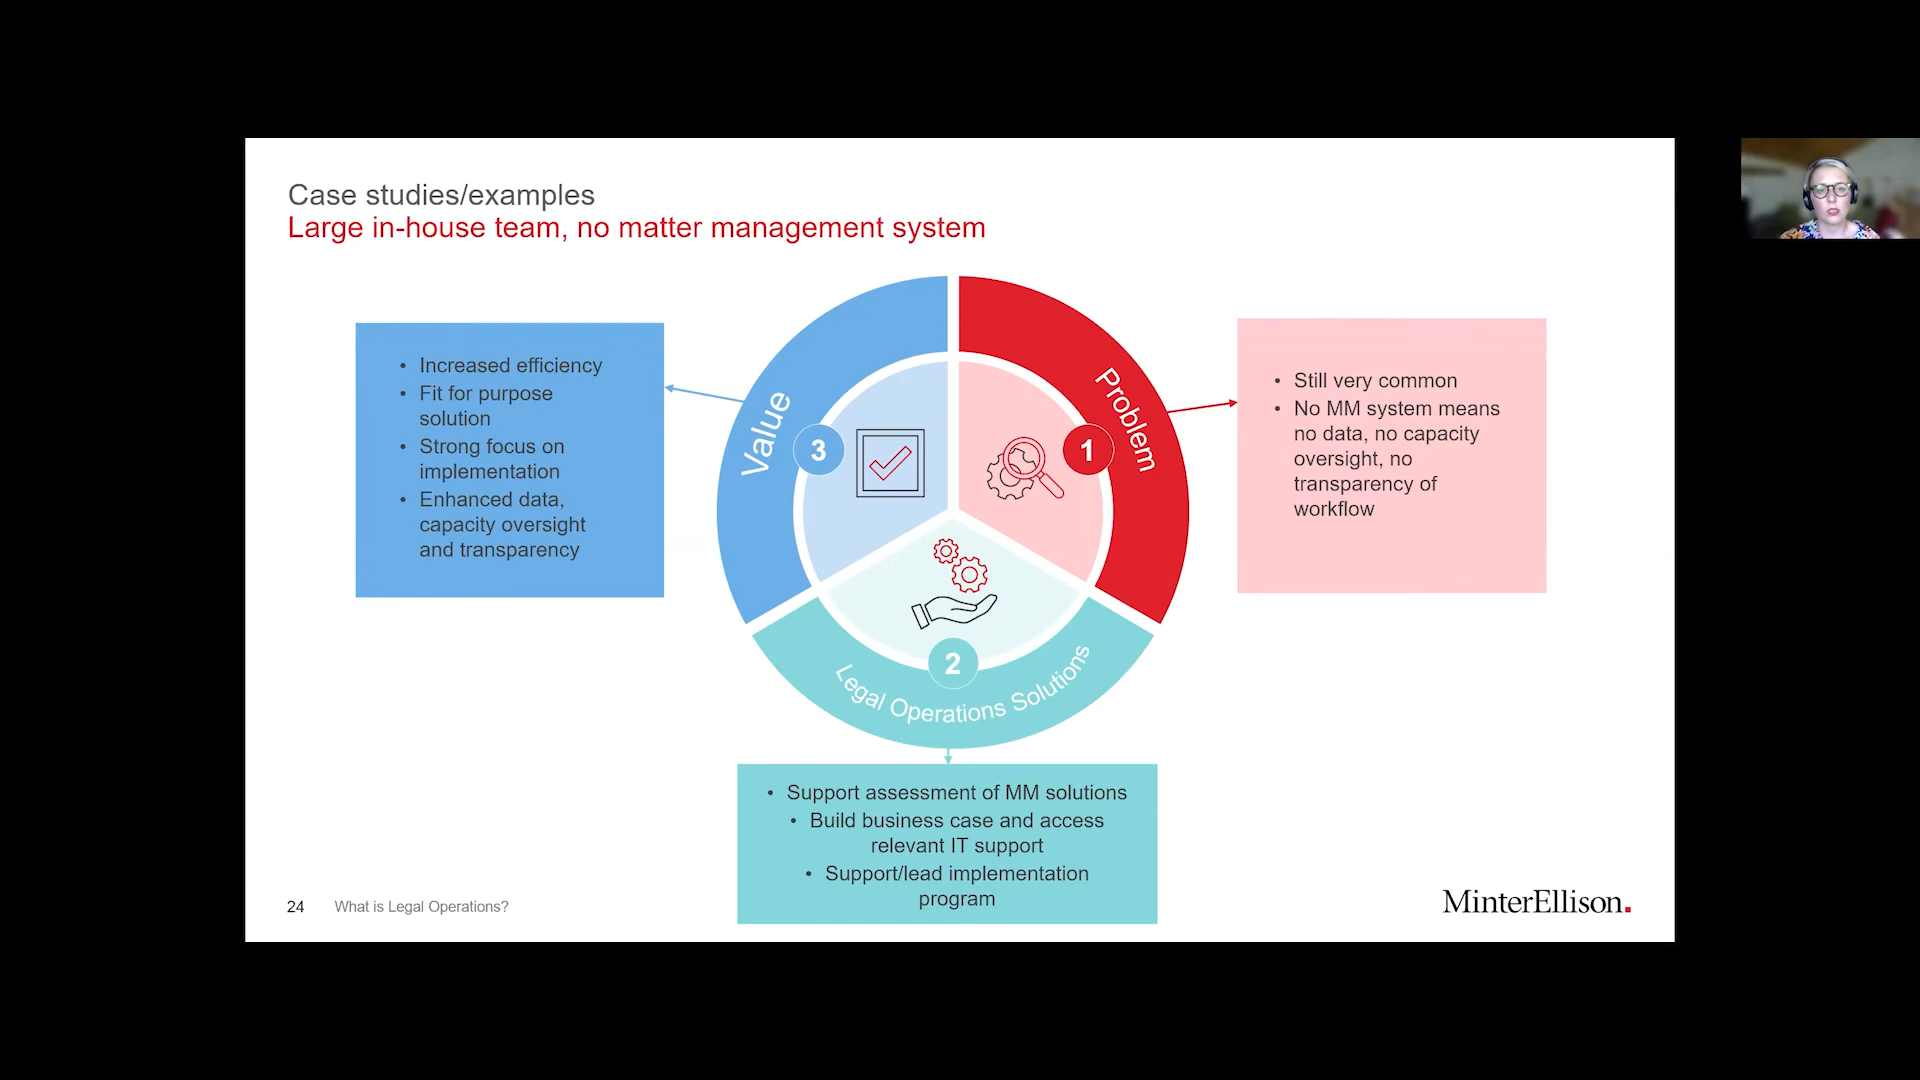 Case studies/examples
Large in-house team, no matter management system
• Increased efficiency
• Fit for purpose
solution
• Strong focus on
implementation
• Enhanced data,
capacity oversight
and transparency
Value
3
Problem
1
• Still very common
• No MM system means
no data, no capacity
oversight, no
transparency of
workflow
2
Legal Operations Solutions
• Support assessment of MM solutions
• Build business case and access
relevant IT support
• Support/lead implementation
program
24 What is Legal Operations?
MinterEllison.